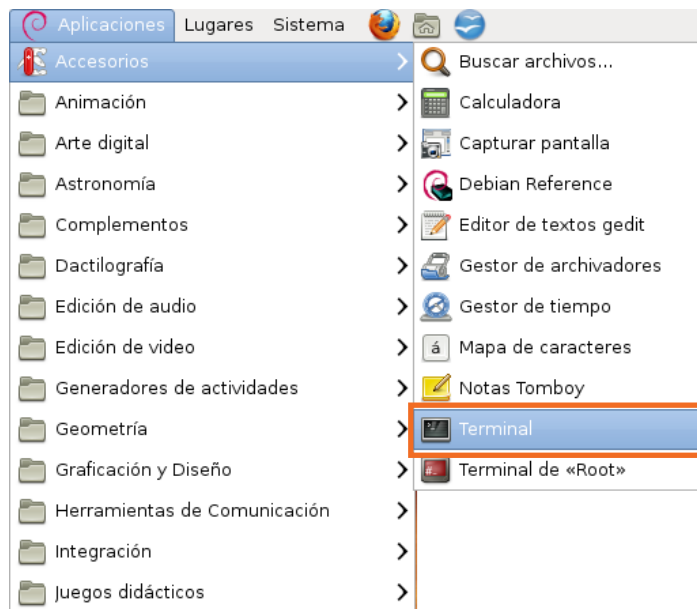 Aplicaciones Lugares Sistema
Accesorios
Animación
Arte digital
Astronomía
Complementos
Dactilografía
Edición de audio
Edición de video
Generadores de actividades
Geometría
Graficación y Diseño
Herramientas de Comunicación
Integración
Juegos didácticos
Buscar archivos...
Calculadora
Capturar pantalla
Debian Reference
Editor de textos gedit
Gestor de archivadores
Gestor de tiempo
á Mapa de caracteres
Notas Tomboy
Terminal
Terminal de «Root»